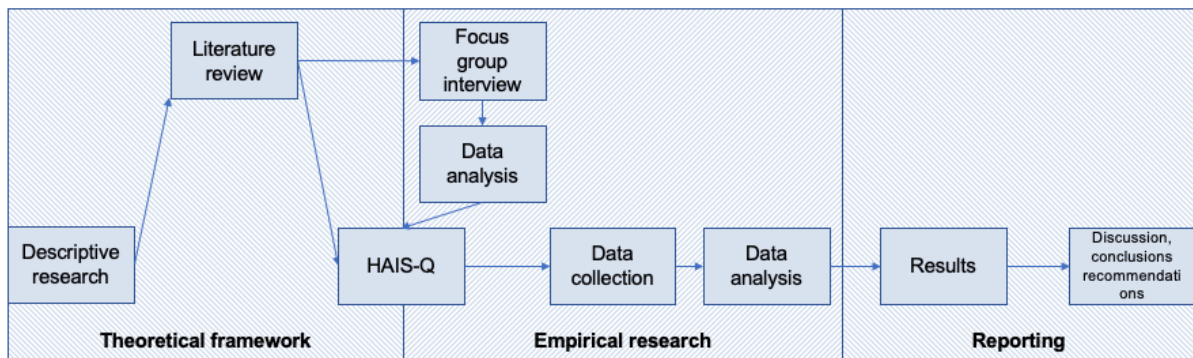 Literature
review
Focus
group
interview
Data
analysis
Descriptive
research
HAIS-Q
Data
collection
Data
analysis
Results
Discussion,
conclusions
recommendati
ons
Theoretical framework
Empirical research
Reporting